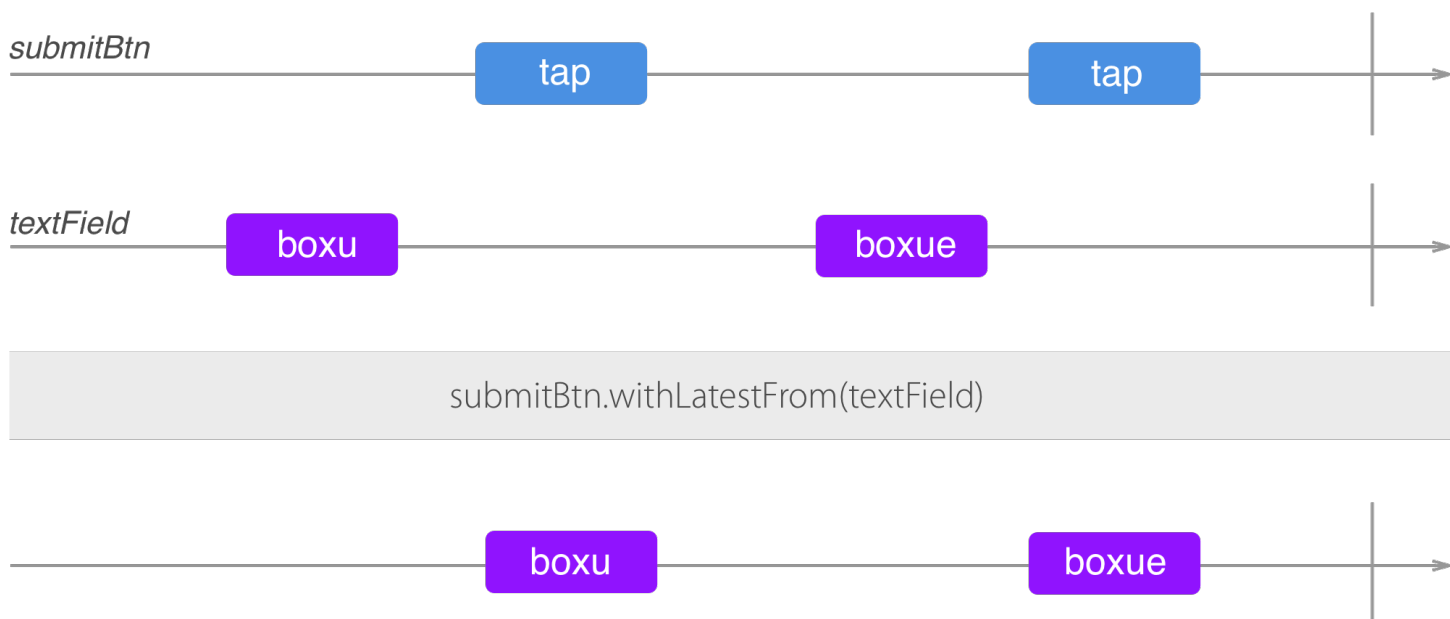 submitBtn
tap tap
textField
boxu boxue
submitBtn.withLatestFrom(textField)
boxu boxue